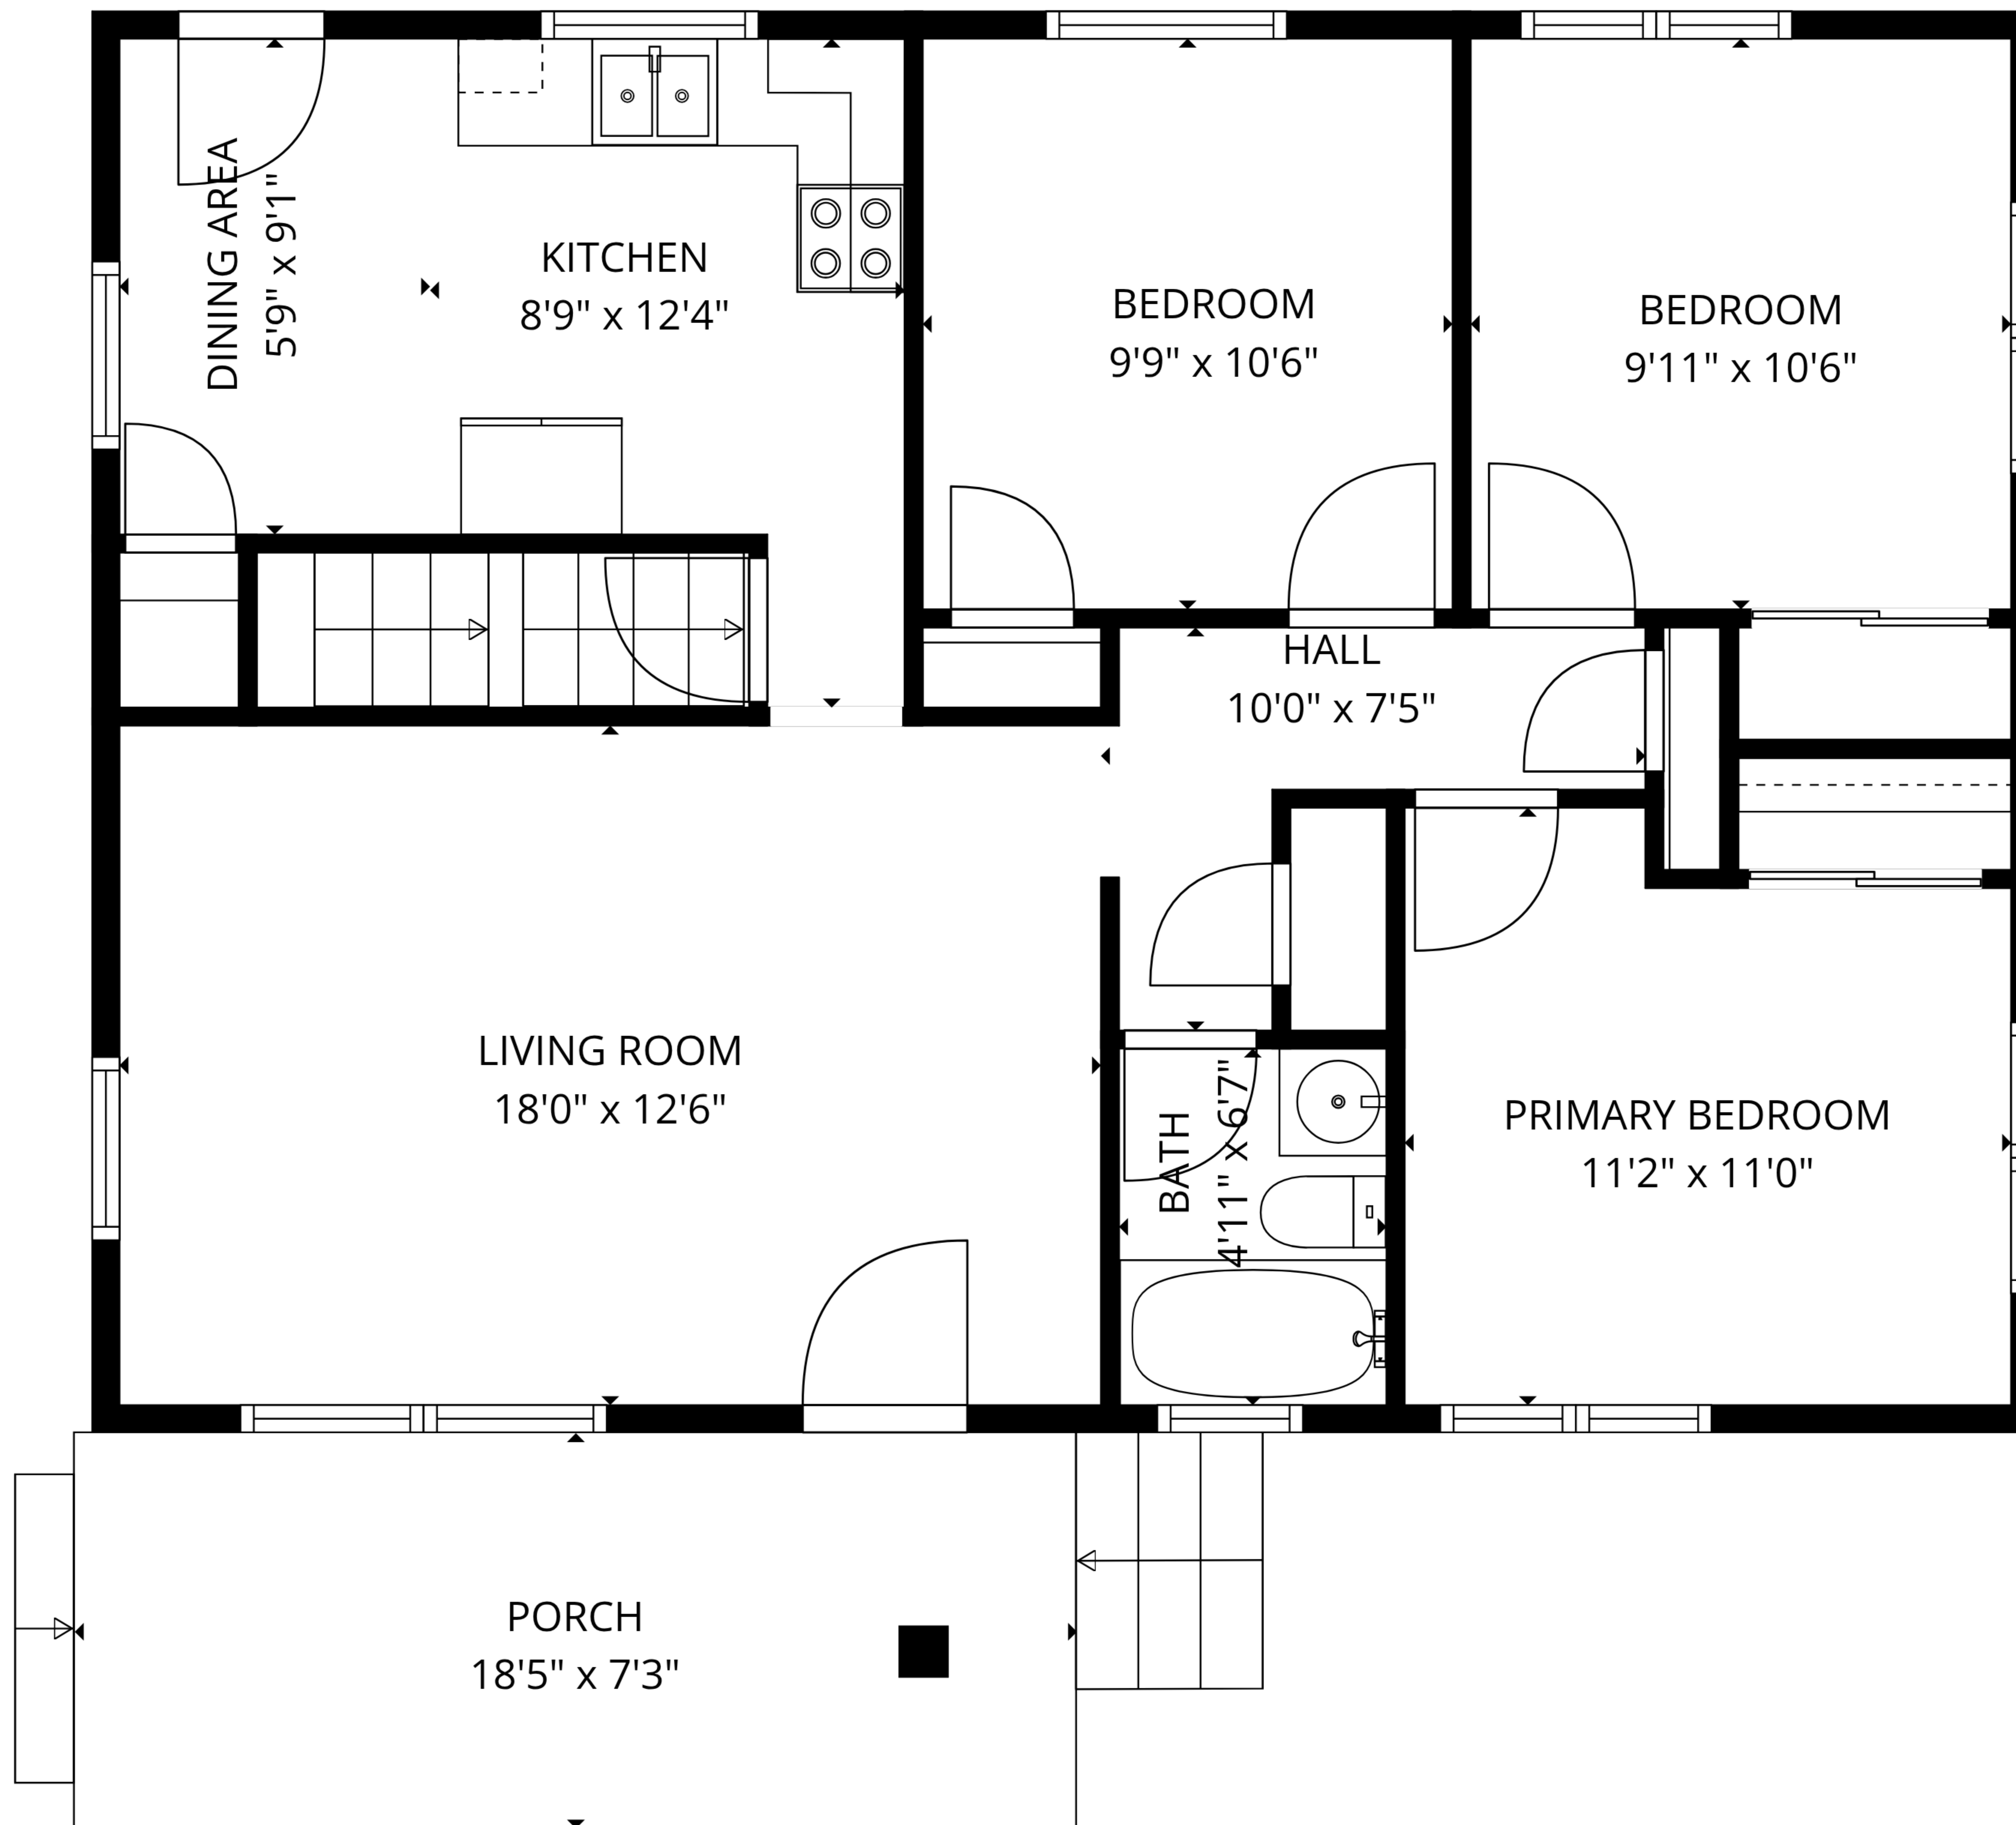 DINING AREA
5'9" x 9'1"
KITCHEN
8'9" x 12'4"
BEDROOM
9'9" x 10'6"
BEDROOM
9'11" x 10'6"
HALL
10'0" x 7'5"
LIVING ROOM
18'0" x 12'6"
BATH
4'11" x 6'7"
PRIMARY BEDROOM
11'2" x 11'0"
PORCH
18'5" x 7'3"